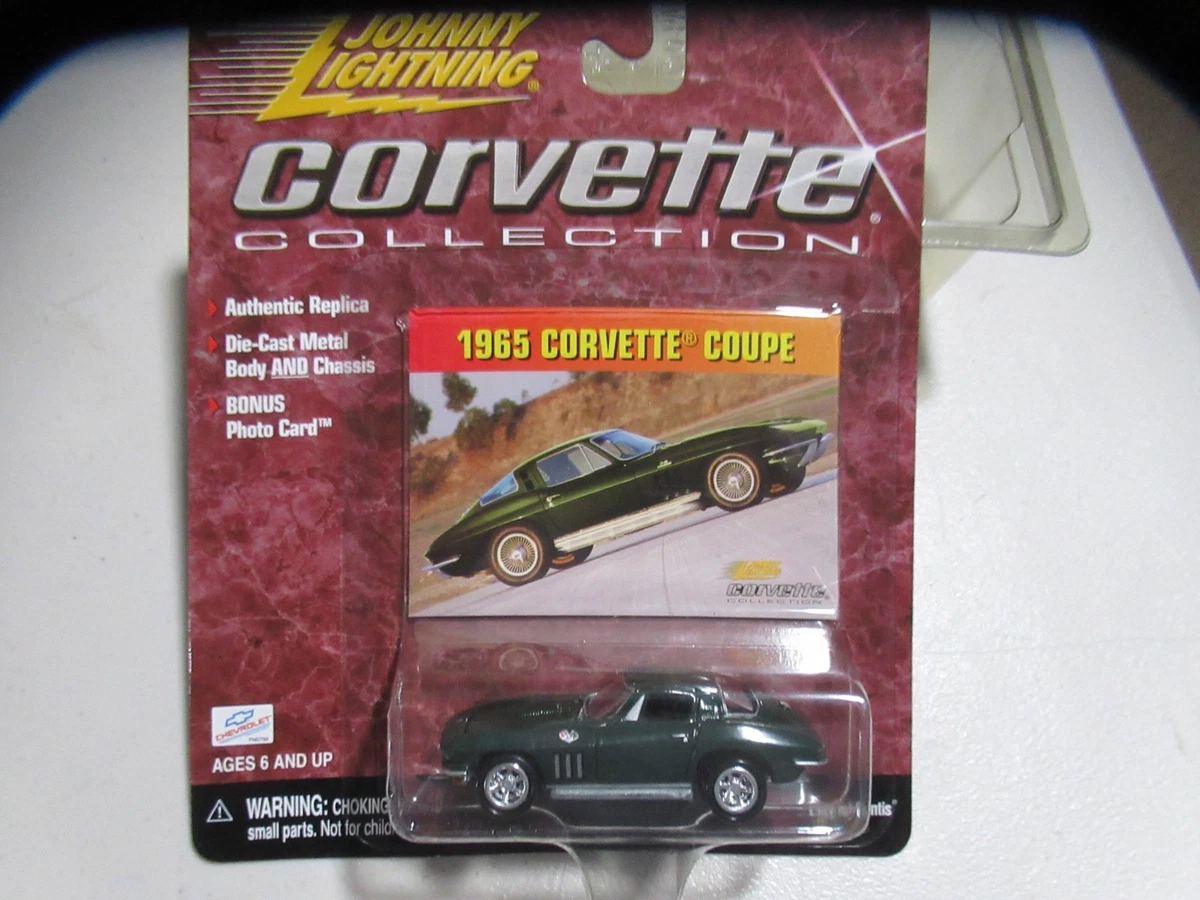 JOHNNY
LIGHTNING®
corvette®
COLLECTION
Authentic Replica
Die-Cast Metal
Body AND Chassis
BONUS
Photo Card™
1965 CORVETTE® COUPE
corvette
COLLECTION
CHEVROLET
AGES 6 AND UP
WARNING: CHOKING
small parts. Not for